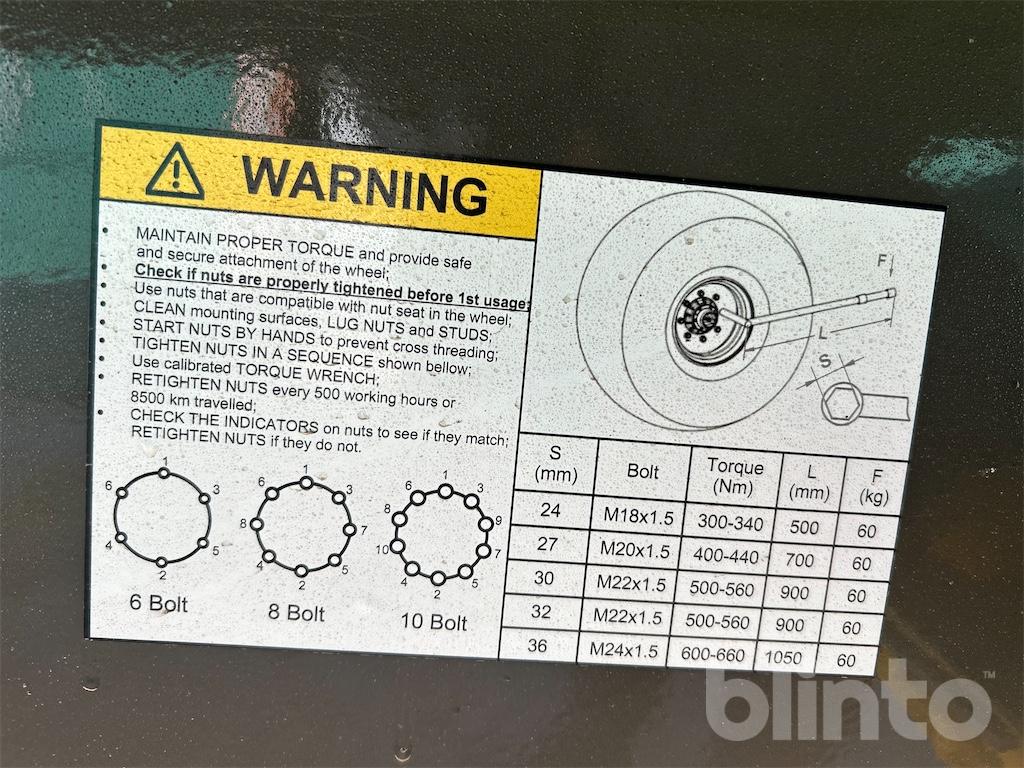 WARNING
MAINTAIN PROPER TORQUE and provide safe
and secure attachment of the wheel;
Check if nuts are properly tightened before 1st usage;
Use nuts that are compatible with nut seat in the wheel;
CLEAN mounting surfaces, LUG NUTS and STUDS;
START NUTS BY HANDS to prevent cross threading;
TIGHTEN NUTS IN A SEQUENCE shown bellow;
Use calibrated TORQUE WRENCH;
RETIGHTEN NUTS every 500 working hours or
8500 km travelled;
CHECK THE INDICATORS on nuts to see if they match;
RETIGHTEN NUTS if they do not.
1
6 3
4 5
2
6 Bolt
1
6 3
8 7
4 5
2
8 Bolt
1
6 3
8 9
10 7
4 5
2
10 Bolt
F
L
S
S (mm) Bolt Torque (Nm) L (mm) F (kg)
24 M18x1.5 300-340 500 60
27 M20x1.5 400-440 700 60
30 M22x1.5 500-560 900 60
32 M22x1.5 500-560 900 60
36 M24x1.5 600-660 1050 60
blinto™